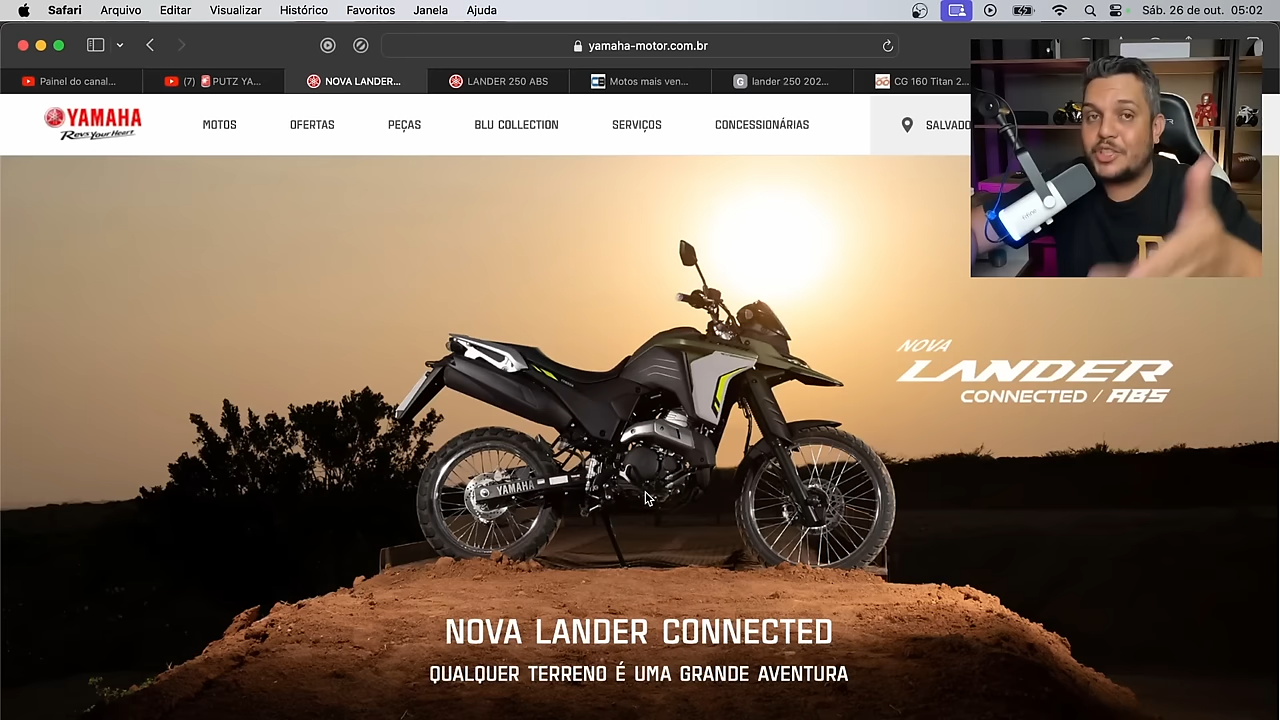 Safari Arquivo Editar Visualizar Histórico Favoritos Janela Ajuda Sáb. 26 de out. 05:02
yamaha-motor.com.br
Painel do canal... (7) PUTZ YA... NOVA LANDER... LANDER 250 ABS Motos mais ven... lander 250 202... CG 160 Titan 2...
YAMAHA
Revs Your Heart
MOTOS OFERTAS PEÇAS BLU COLLECTION SERVIÇOS CONCESSIONÁRIAS SALVADO
NOVA
LANDER
CONNECTED / ABS
YAMAHA
NOVA LANDER CONNECTED
QUALQUER TERRENO É UMA GRANDE AVENTURA